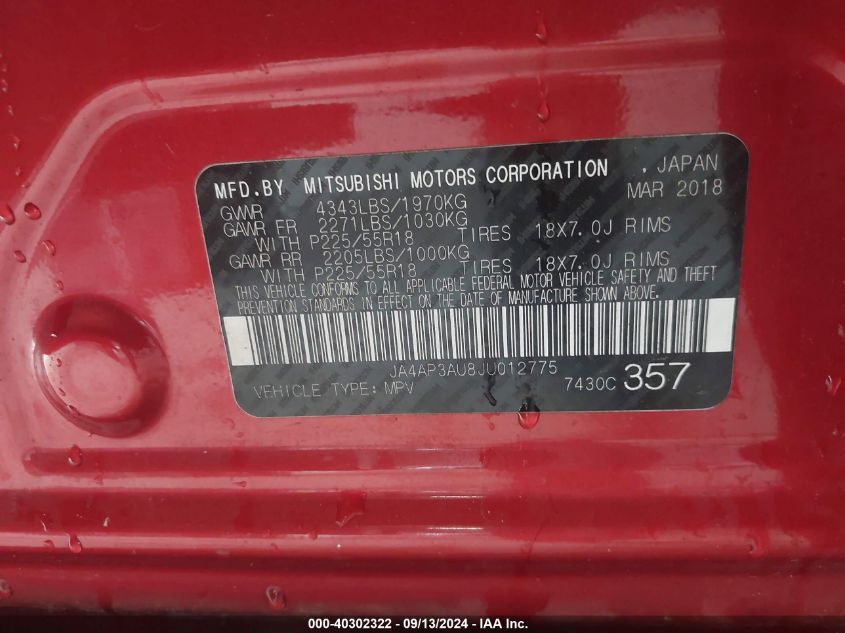 MFD.BY MITSUBISHI MOTORS CORPORATION , JAPAN
MAR 2018
GVWR 4343LBS/1970KG
GAWR FR 2271LBS/1030KG
WITH P225/55R18 TIRES 18X7.0J RIMS
GAWR RR 2205LBS/1000KG
WITH P225/55R18 TIRES 18X7.0J RIMS
THIS VEHICLE CONFORMS TO ALL APPLICABLE FEDERAL MOTOR VEHICLE SAFETY AND THEFT
PREVENTION STANDARDS IN EFFECT ON THE DATE OF MANUFACTURE SHOWN ABOVE.
JA4AP3AU8JU012775
VEHICLE TYPE: MPV 7430C 357
000-40302322 - 09/13/2024 - IAA Inc.